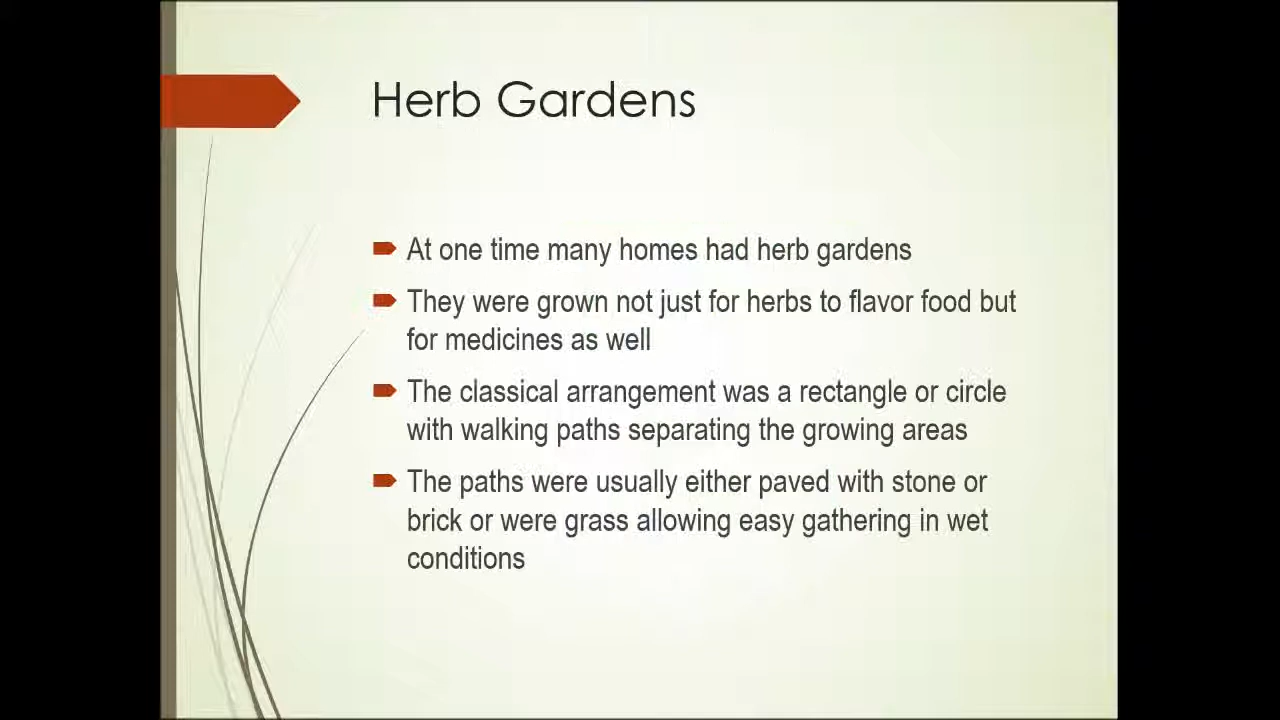 Herb Gardens
At one time many homes had herb gardens
They were grown not just for herbs to flavor food but
for medicines as well
The classical arrangement was a rectangle or circle
with walking paths separating the growing areas
The paths were usually either paved with stone or
brick or were grass allowing easy gathering in wet
conditions